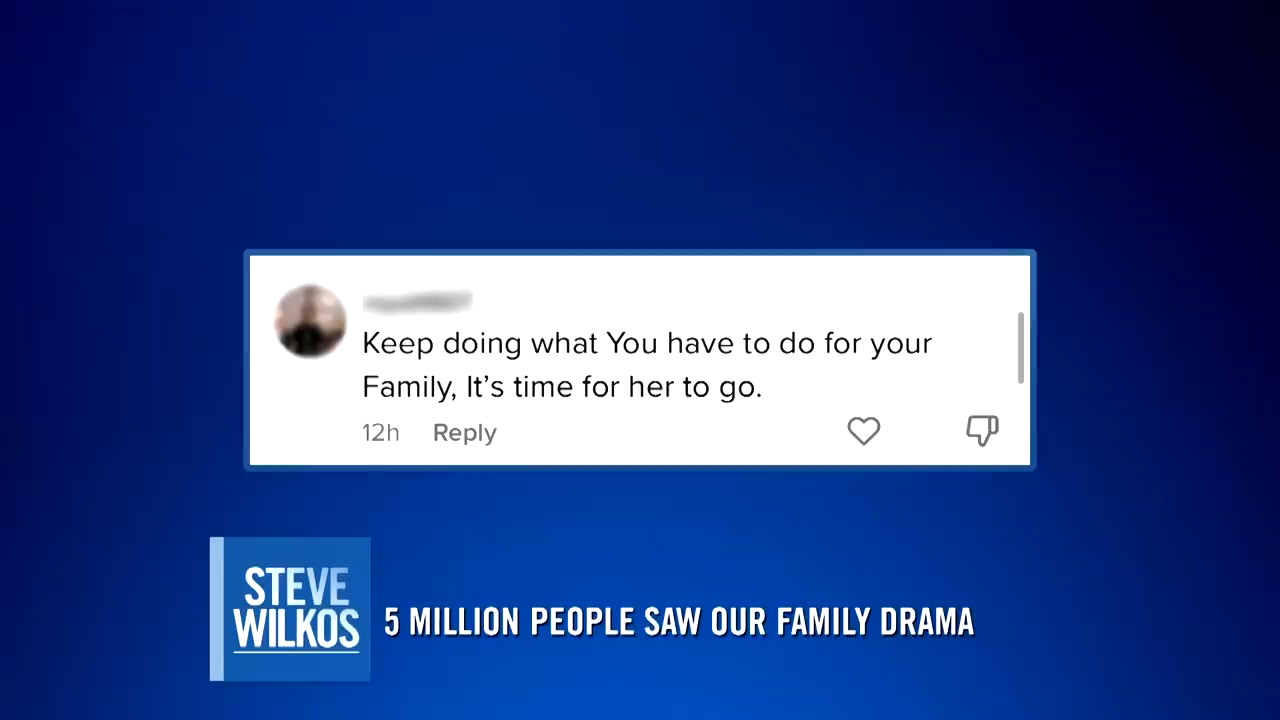 Keep doing what You have to do for your
Family, It's time for her to go.
12h Reply
STEVE
WILKOS
5 MILLION PEOPLE SAW OUR FAMILY DRAMA